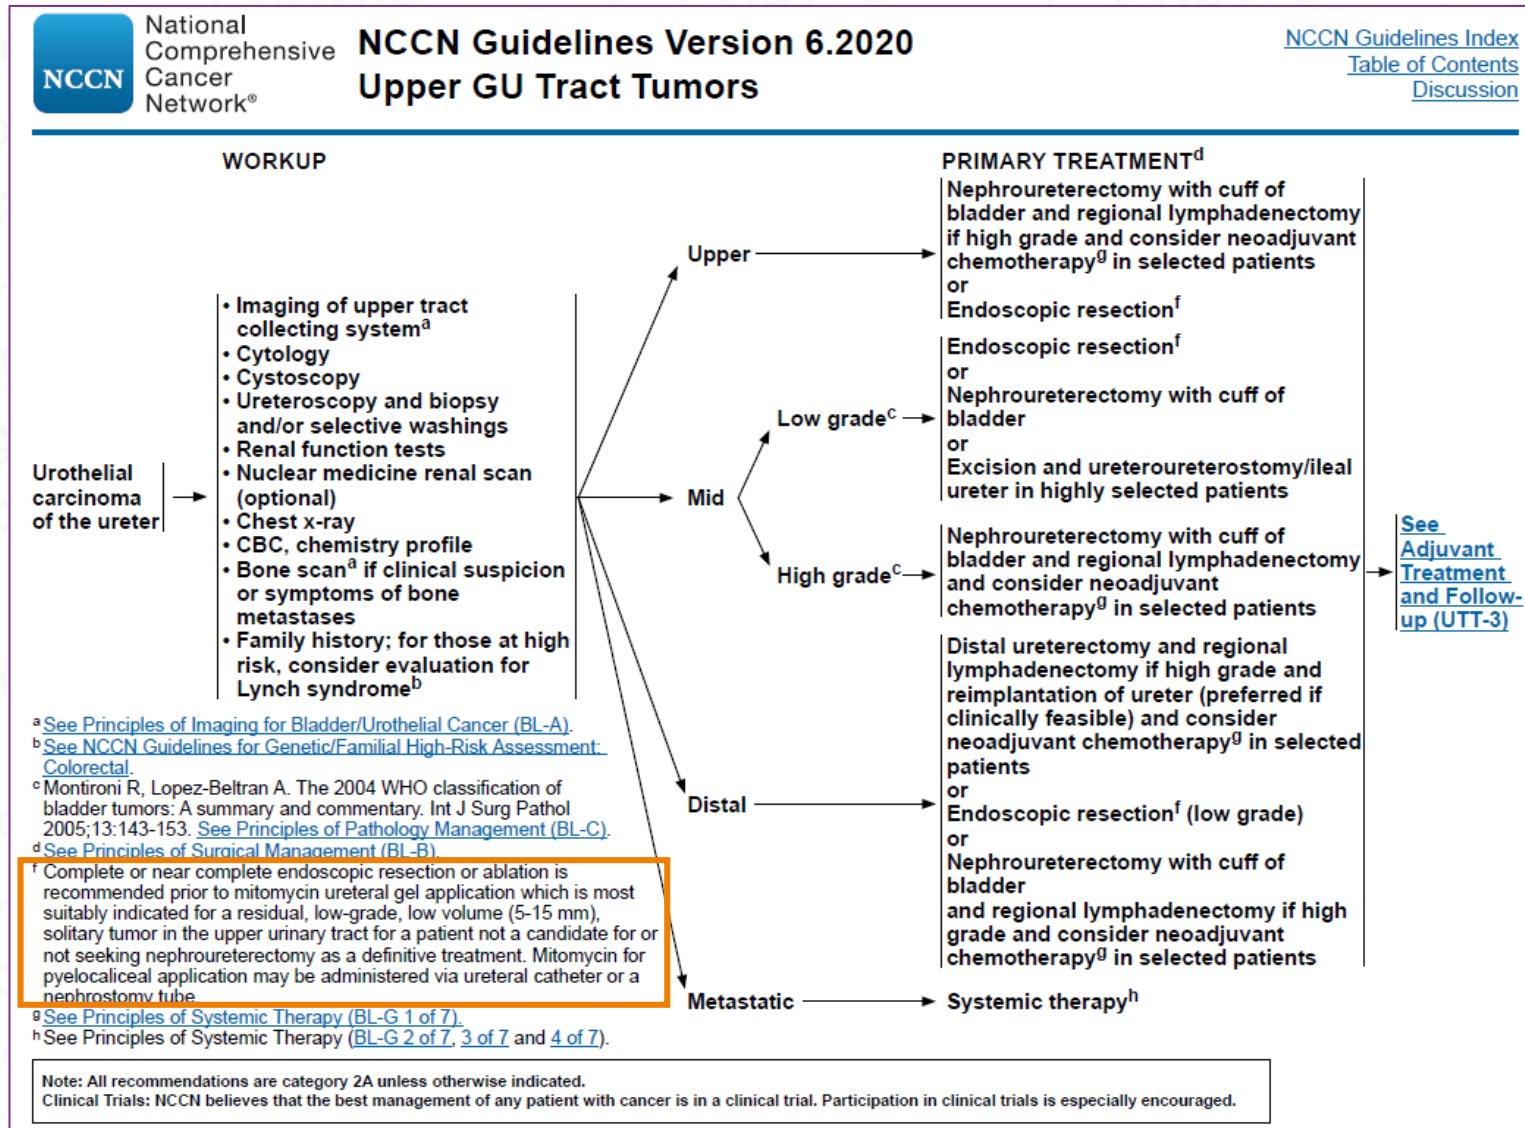 National
Comprehensive
Cancer
Network®
NCCN
NCCN Guidelines Version 6.2020
Upper GU Tract Tumors
NCCN Guidelines Index
Table of Contents
Discussion
WORKUP
PRIMARY TREATMENTd
Urothelial
carcinoma
of the ureter
• Imaging of upper tract
collecting systema
• Cytology
• Cystoscopy
• Ureteroscopy and biopsy
and/or selective washings
• Renal function tests
• Nuclear medicine renal scan
(optional)
• Chest x-ray
• CBC, chemistry profile
• Bone scana if clinical suspicion
or symptoms of bone
metastases
• Family history; for those at high
risk, consider evaluation for
Lynch syndromeb
Upper
Nephroureterectomy with cuff of
bladder and regional lymphadenectomy
if high grade and consider neoadjuvant
chemotherapyg in selected patients
or
Endoscopic resectionf
Mid
Low gradec
Endoscopic resectionf
or
Nephroureterectomy with cuff of
bladder
or
Excision and ureteroureterostomy/ileal
ureter in highly selected patients
High gradec
Nephroureterectomy with cuff of
bladder and regional lymphadenectomy
and consider neoadjuvant
chemotherapyg in selected patients
Distal
Distal ureterectomy and regional
lymphadenectomy if high grade and
reimplantation of ureter (preferred if
clinically feasible) and consider
neoadjuvant chemotherapyg in selected
patients
or
Endoscopic resectionf (low grade)
or
Nephroureterectomy with cuff of
bladder
and regional lymphadenectomy if high
grade and consider neoadjuvant
chemotherapyg in selected patients
Metastatic
Systemic therapyh
See
Adjuvant
Treatment
and Follow-
up (UTT-3)
a See Principles of Imaging for Bladder/Urothelial Cancer (BL-A).
b See NCCN Guidelines for Genetic/Familial High-Risk Assessment:
Colorectal.
c Montironi R, Lopez-Beltran A. The 2004 WHO classification of
bladder tumors: A summary and commentary. Int J Surg Pathol
2005;13:143-153. See Principles of Pathology Management (BL-C).
d See Principles of Surgical Management (BL-B).
f Complete or near complete endoscopic resection or ablation is
recommended prior to mitomycin ureteral gel application which is most
suitably indicated for a residual, low-grade, low volume (5-15 mm),
solitary tumor in the upper urinary tract for a patient not a candidate for or
not seeking nephroureterectomy as a definitive treatment. Mitomycin for
pyelocaliceal application may be administered via ureteral catheter or a
nephrostomy tube.
g See Principles of Systemic Therapy (BL-G 1 of 7).
h See Principles of Systemic Therapy (BL-G 2 of 7, 3 of 7 and 4 of 7).
Note: All recommendations are category 2A unless otherwise indicated.
Clinical Trials: NCCN believes that the best management of any patient with cancer is in a clinical trial. Participation in clinical trials is especially encouraged.